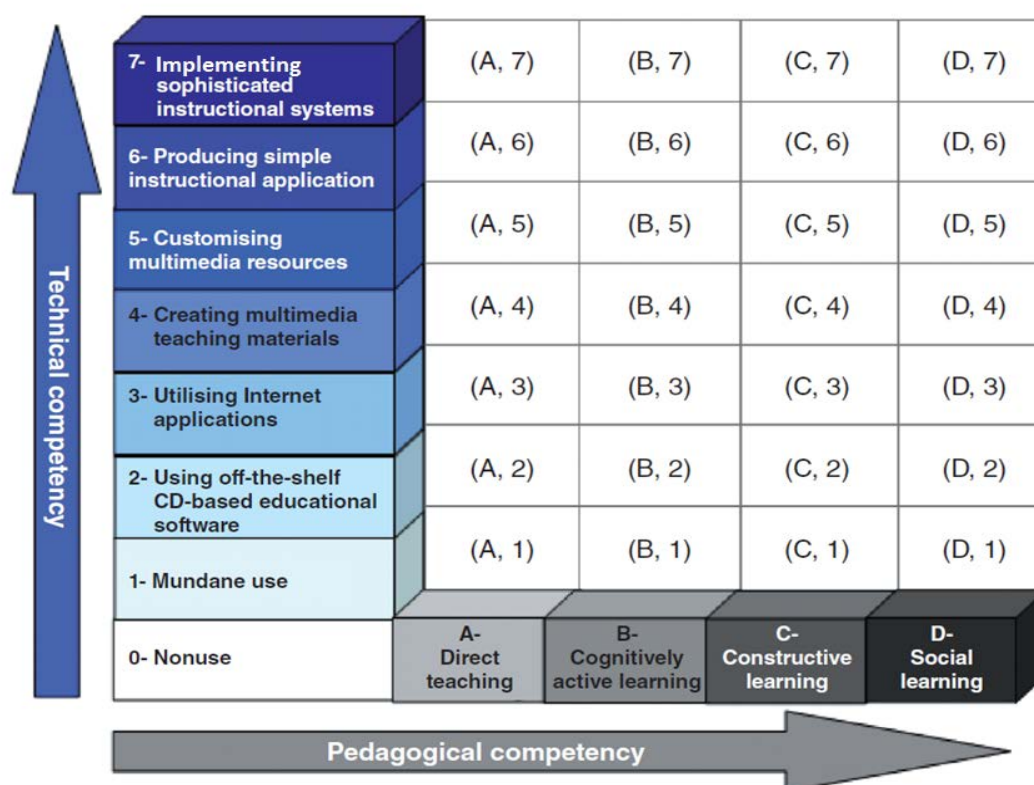 7- Implementing
sophisticated
instructional systems
(A, 7) (B, 7) (C, 7) (D, 7)
6- Producing simple
instructional application
(A, 6) (B, 6) (C, 6) (D, 6)
5- Customising
multimedia resources
(A, 5) (B, 5) (C, 5) (D, 5)
4- Creating multimedia
teaching materials
(A, 4) (B, 4) (C, 4) (D, 4)
3- Utilising Internet
applications
(A, 3) (B, 3) (C, 3) (D, 3)
2- Using off-the-shelf
CD-based educational
software
(A, 2) (B, 2) (C, 2) (D, 2)
1- Mundane use
(A, 1) (B, 1) (C, 1) (D, 1)
0- Nonuse
A-
Direct
teaching
B-
Cognitively
active learning
C-
Constructive
learning
D-
Social
learning
Technical competency
Pedagogical competency